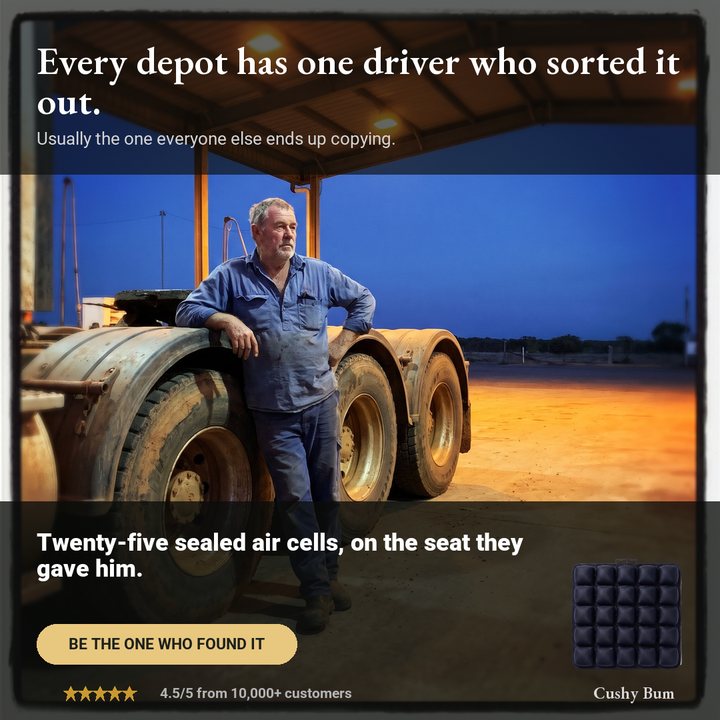 Every depot has one driver who sorted it
out.
Usually the one everyone else ends up copying.
Twenty-five sealed air cells, on the seat they
gave him.
BE THE ONE WHO FOUND IT
4.5/5 from 10,000+ customers
Cushy Bum